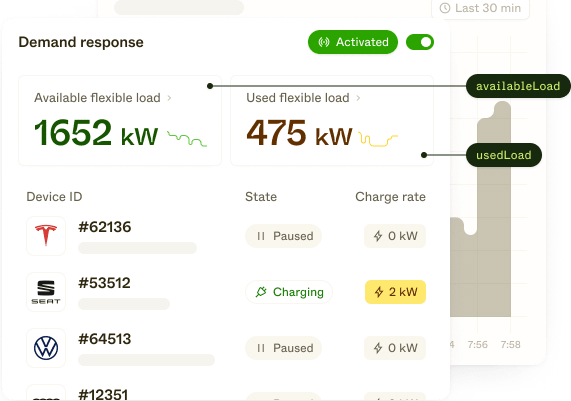 Last 30 min
Demand response
Activated
Available flexible load
1652 kW
Used flexible load
475 kW
availableLoad
usedLoad
Device ID State Charge rate
#62136 Paused 0 kW
#53512 Charging 2 kW
SEAT
#64513 Paused 0 kW
4 7:56 7:58
#12351